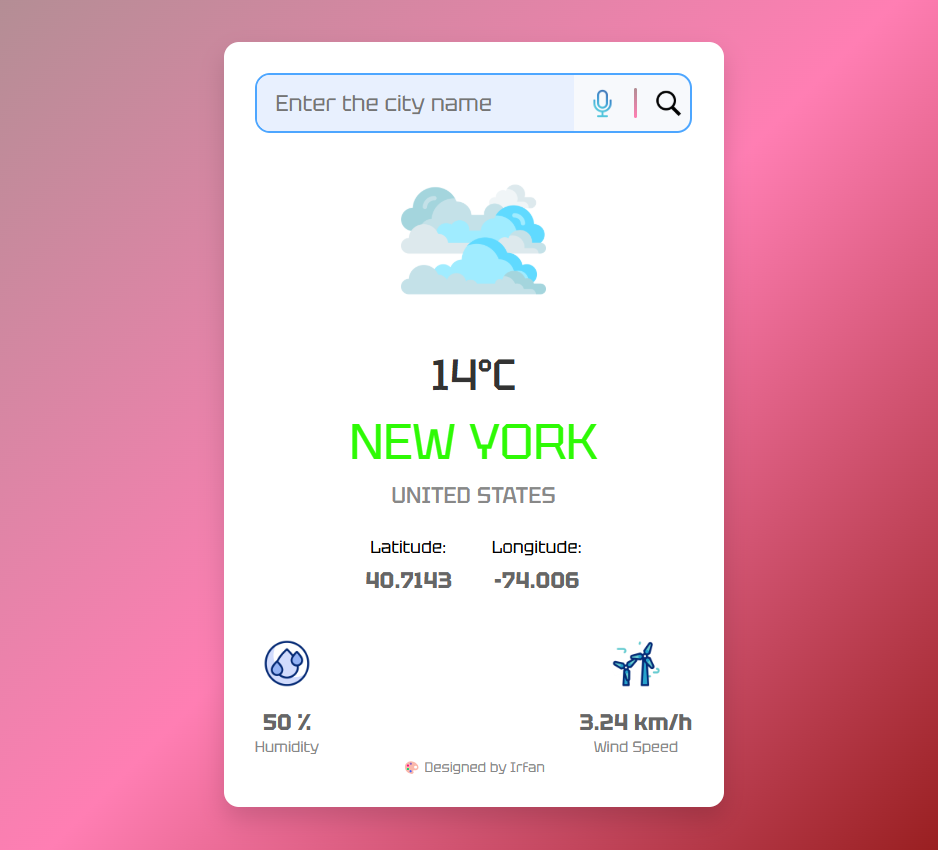 Enter the city name
14°C
NEW YORK
UNITED STATES
Latitude: Longitude:
40.7143 -74.006
50 % 3.24 km/h
Humidity Wind Speed
Designed by Irfan